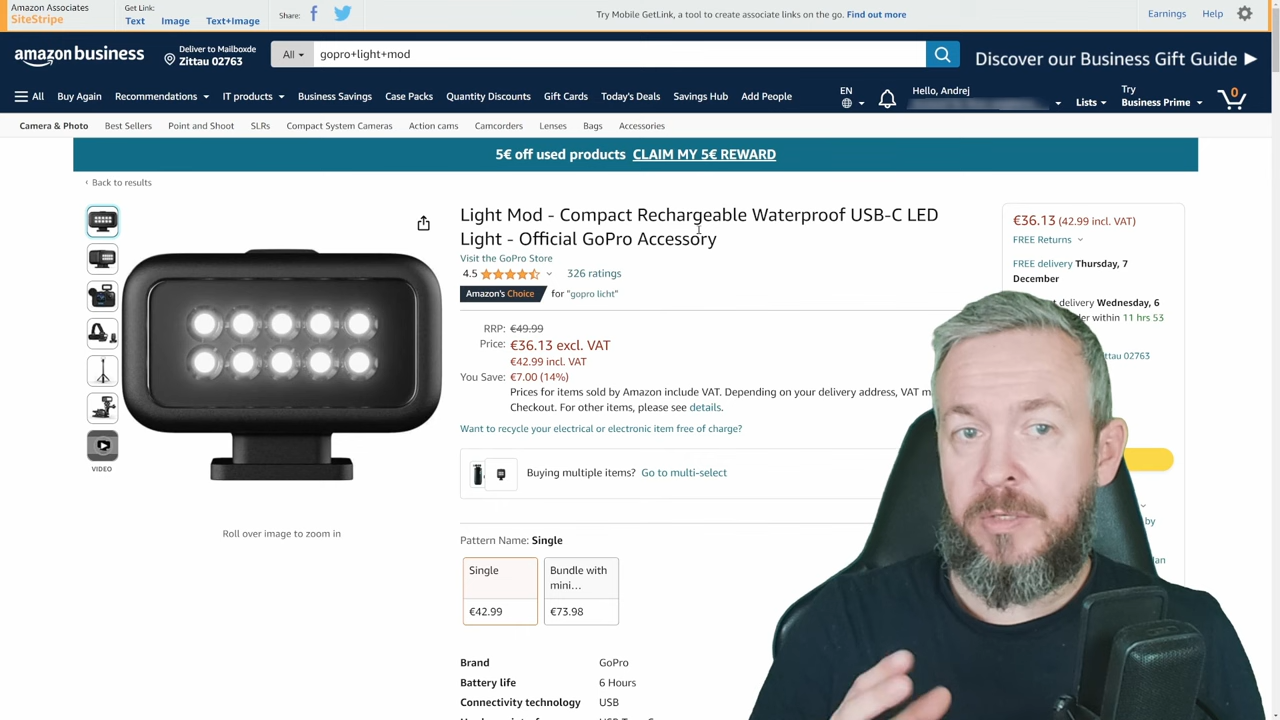 Amazon Associates
SiteStripe
Get Link:
Text Image Text+Image
Share:
Try Mobile GetLink, a tool to create associate links on the go. Find out more
Earnings Help
amazon business
Deliver to Mailboxde
Zittau 02763
All
gopro+light+mod
Discover our Business Gift Guide
All Buy Again Recommendations IT products Business Savings Case Packs Quantity Discounts Gift Cards Today's Deals Savings Hub Add People
EN
Hello, Andrej
Lists
Try
Business Prime
0
Camera & Photo Best Sellers Point and Shoot SLRs Compact System Cameras Action cams Camcorders Lenses Bags Accessories
5€ off used products CLAIM MY 5€ REWARD
‹ Back to results
VIDEO
Roll over image to zoom in
Light Mod - Compact Rechargeable Waterproof USB-C LED
Light - Official GoPro Accessory
Visit the GoPro Store
4.5 326 ratings
Amazon's Choice for "gopro licht"
RRP: €49.99
Price: €36.13 excl. VAT
€42.99 incl. VAT
You Save: €7.00 (14%)
Prices for items sold by Amazon include VAT. Depending on your delivery address, VAT m
Checkout. For other items, please see details.
Want to recycle your electrical or electronic item free of charge?
Buying multiple items? Go to multi-select
Pattern Name: Single
Single
€42.99
Bundle with
mini...
€73.98
Brand GoPro
Battery life 6 Hours
Connectivity technology USB
€36.13 (42.99 incl. VAT)
FREE Returns
FREE delivery Thursday, 7
December
t delivery Wednesday, 6
der within 11 hrs 53
ttau 02763
by